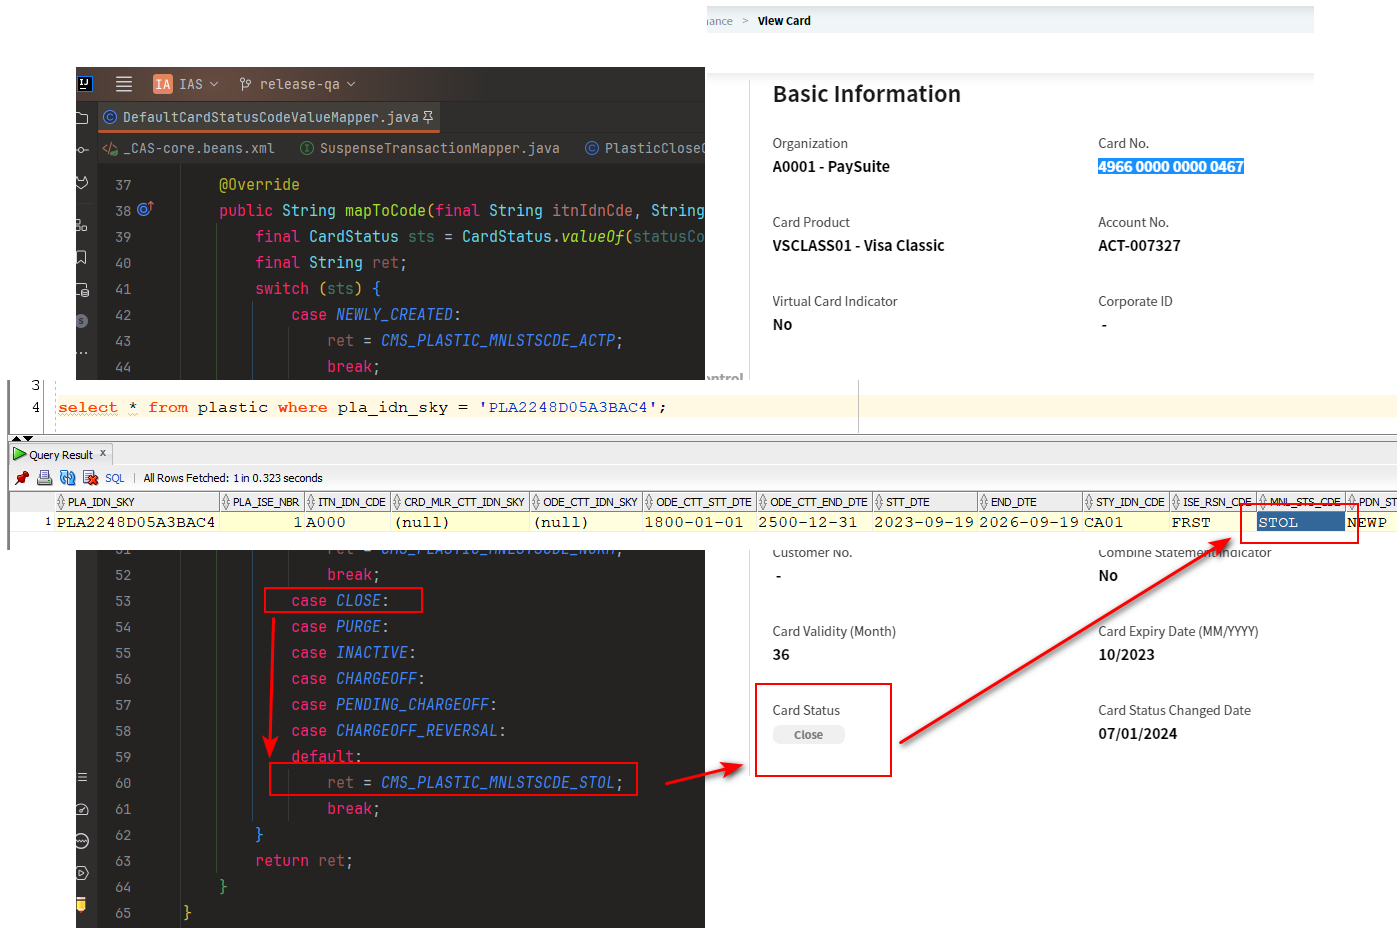 nance > View Card
IAS release-qa
DefaultCardStatusCodeValueMapper.java
_CAS-core.beans.xml SuspenseTransactionMapper.java PlasticClose
37 @Override
38 public String mapToCode(final String itnIdnCde, String
39 final CardStatus sts = CardStatus.valueOf(statusCo
40 final String ret;
41 switch (sts) {
42 case NEWLY_CREATED:
43 ret = CMS_PLASTIC_MNLSTSCDE_ACTP;
44 break;
Basic Information
Organization Card No.
A0001 - PaySuite 4966 0000 0000 0467
Card Product Account No.
VSCLASS01 - Visa Classic ACT-007327
Virtual Card Indicator Corporate ID
No -
ontrol
3
4 select * from plastic where pla_idn_sky = 'PLA2248D05A3BAC4';
Query Result x
SQL | All Rows Fetched: 1 in 0.323 seconds
PLA_IDN_SKY PLA_ISE_NBR ITN_IDN_CDE CRD_MLR_CTT_IDN_SKY ODE_CTT_IDN_SKY ODE_CTT_STT_DTE ODE_CTT_END_DTE STT_DTE END_DTE STY_IDN_CDE ISE_RSN_CDE MNL_STS_CDE PDN_ST
1 PLA2248D05A3BAC4 1 A000 (null) (null) 1800-01-01 2500-12-31 2023-09-19 2026-09-19 CA01 FRST STOL NEWP
51 ret = CMS_PLASTIC_MNLSTSCDE_NORM;
52 break;
53 case CLOSE:
54 case PURGE:
55 case INACTIVE:
56 case CHARGEOFF:
57 case PENDING_CHARGEOFF:
58 case CHARGEOFF_REVERSAL:
59 default:
60 ret = CMS_PLASTIC_MNLSTSCDE_STOL;
61 break;
62 }
63 return ret;
64 }
65 }
Customer No. Combine Statement Indicator
- No
Card Validity (Month) Card Expiry Date (MM/YYYY)
36 10/2023
Card Status Card Status Changed Date
Close 07/01/2024